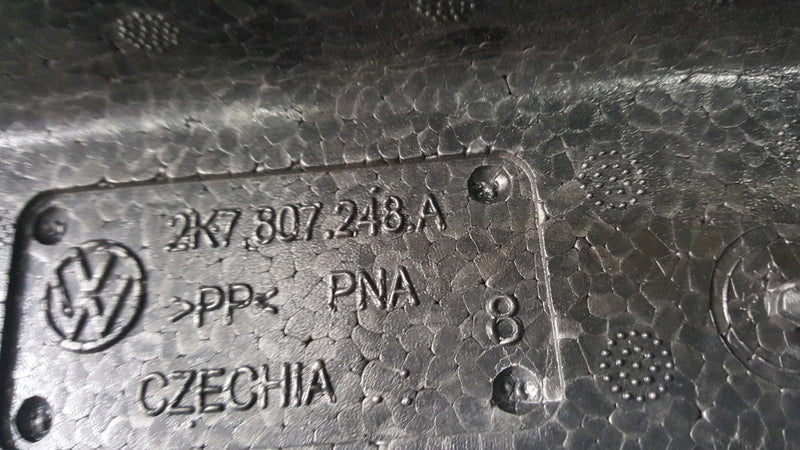 2K7.807.248.A
>PP< PNA
8
CZECHIA